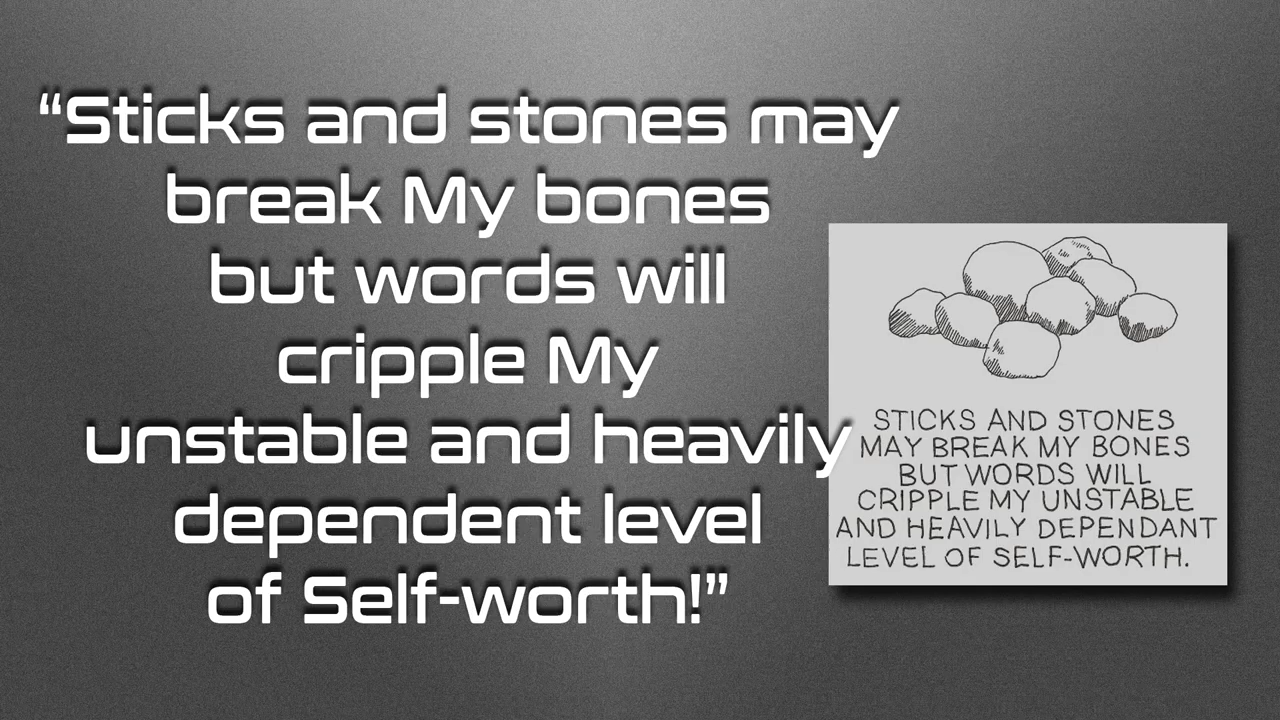 “Sticks and stones may
break My bones
but words will
cripple My
unstable and heavily
dependent level
of Self-worth!”
STICKS AND STONES
MAY BREAK MY BONES
BUT WORDS WILL
CRIPPLE MY UNSTABLE
AND HEAVILY DEPENDANT
LEVEL OF SELF-WORTH.